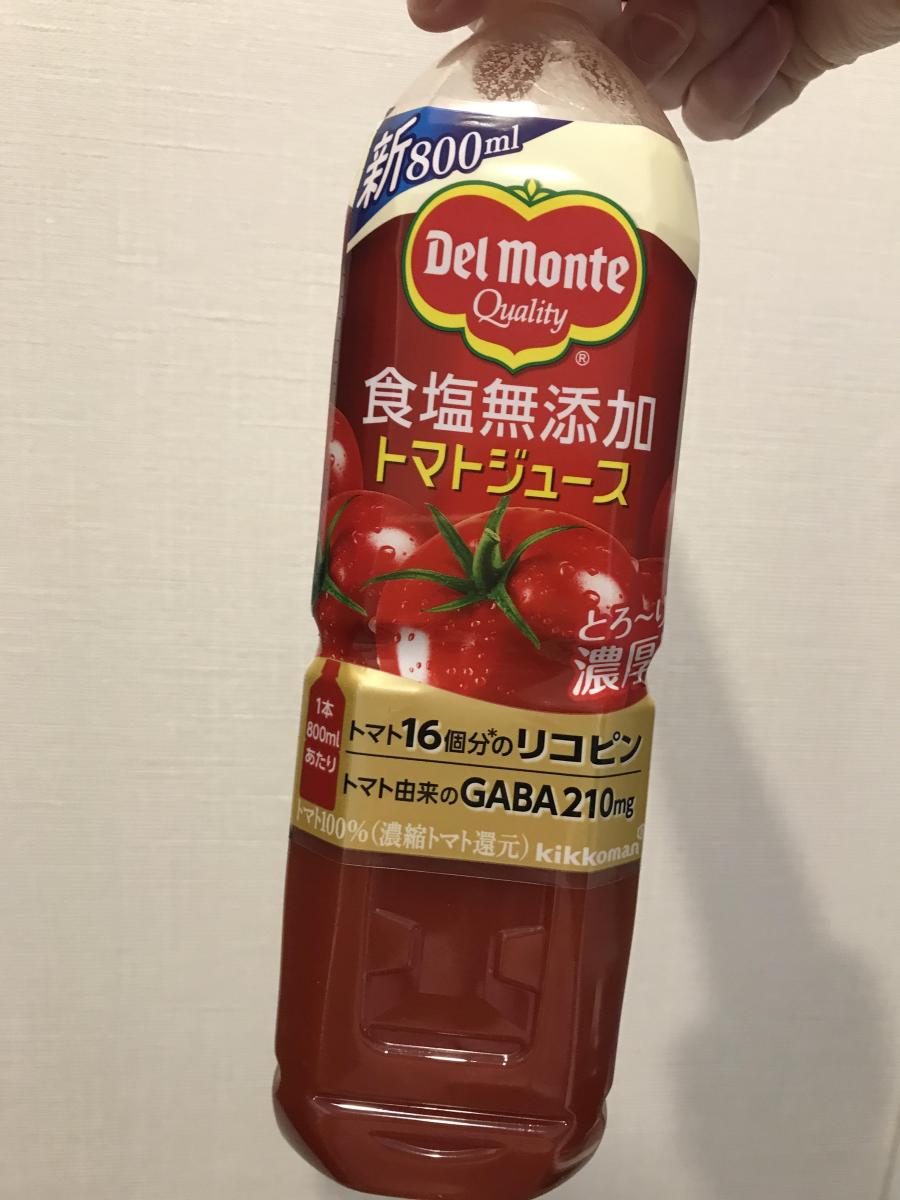 新800ml
Del Monte
Quality
®
食塩無添加
トマトジュース
とろ〜り
濃厚
1本
800ml
あたり
トマト16個分*のリコピン
トマト由来のGABA210mg
トマト100%(濃縮トマト還元)
kikkoman